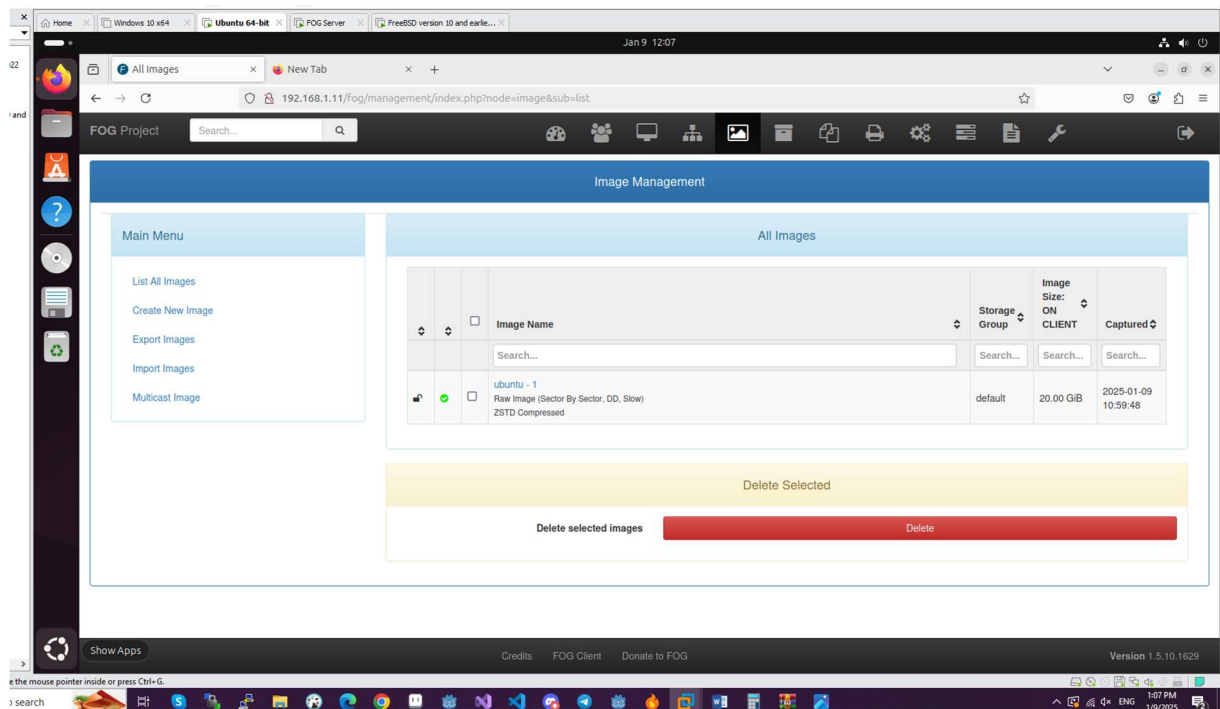 Home
Windows 10 x64
Ubuntu 64-bit
FOG Server
FreeBSD version 10 and earlie...
Jan 9 12:07
022
All Images
New Tab
192.168.1.11/fog/management/index.php?node=image&sub=list
and
FOG Project
Search...
Image Management
Main Menu
List All Images
Create New Image
Export Images
Import Images
Multicast Image
All Images
Image Name
Storage Group
Image Size: ON CLIENT
Captured
Search...
Search...
Search...
Search...
ubuntu - 1
Raw Image (Sector By Sector, DD, Slow)
ZSTD Compressed
default
20.00 GiB
2025-01-09
10:59:48
Delete Selected
Delete selected images
Delete
Show Apps
Credits
FOG Client
Donate to FOG
Version 1.5.10.1629
e the mouse pointer inside or press Ctrl+G.
search
ENG
1:07 PM
1/9/2025